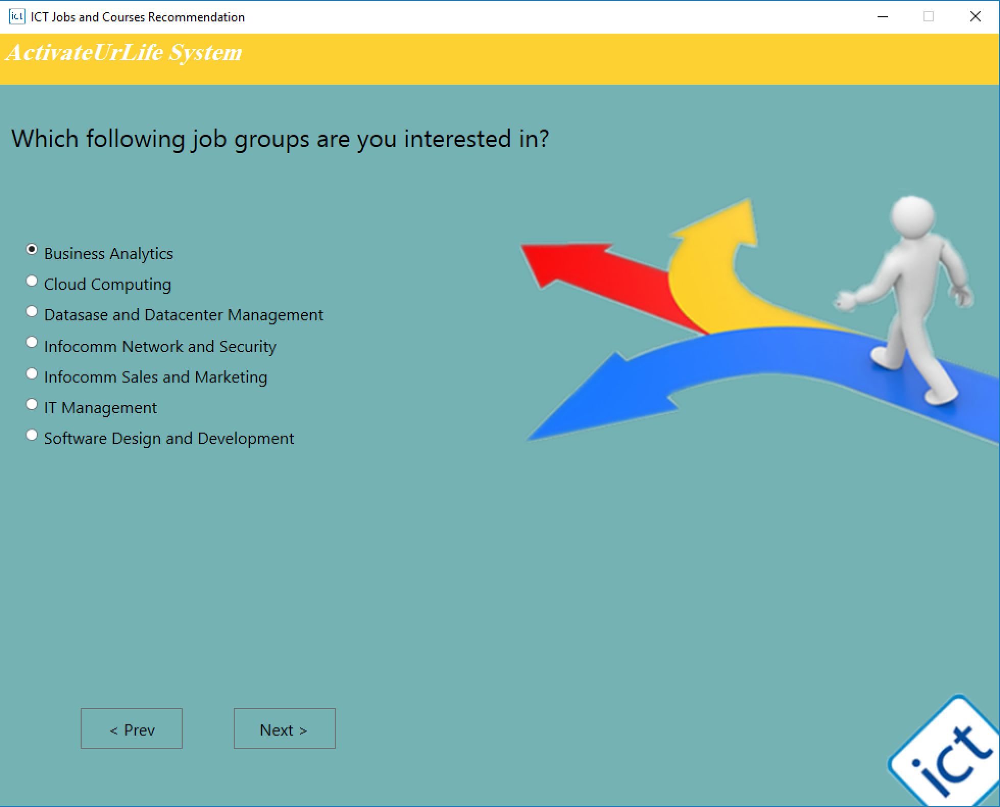 ict ICT Jobs and Courses Recommendation
ActivateUrLife System
Which following job groups are you interested in?
Business Analytics
Cloud Computing
Datasase and Datacenter Management
Infocomm Network and Security
Infocomm Sales and Marketing
IT Management
Software Design and Development
< Prev
Next >
ict